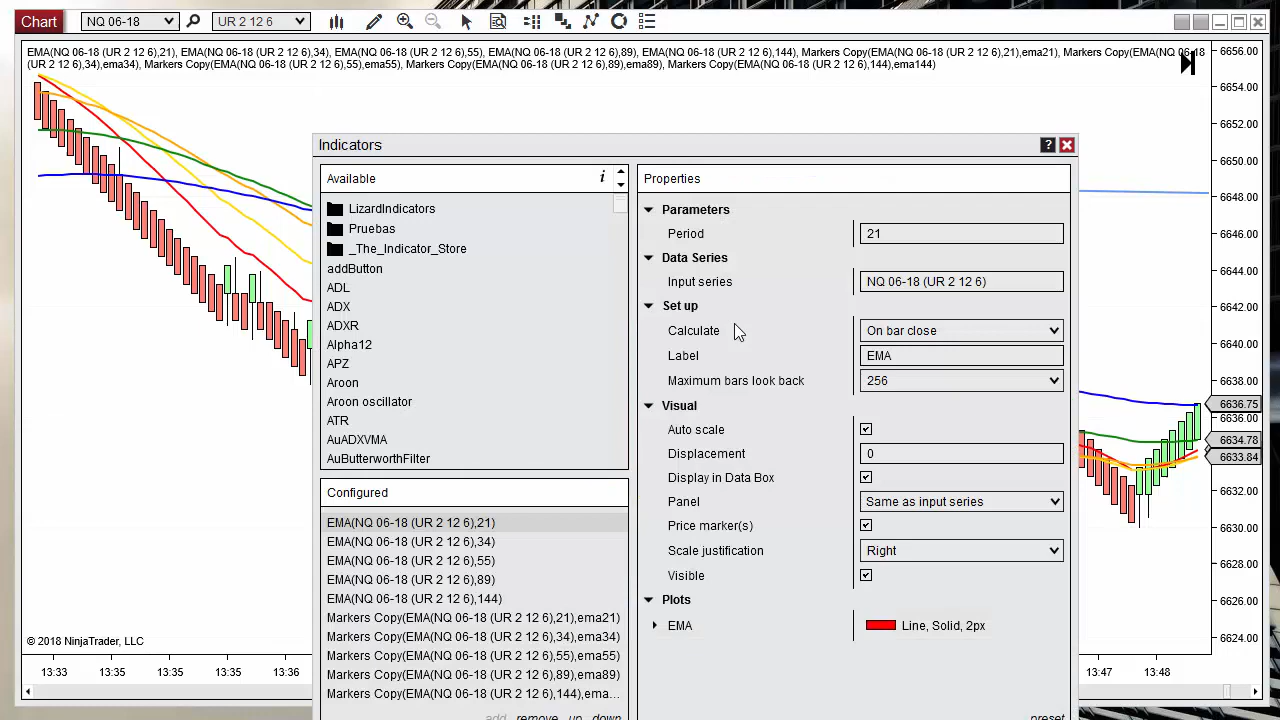 Chart NQ 06-18 UR 2 12 6
EMA(NQ 06-18 (UR 2 12 6),21), EMA(NQ 06-18 (UR 2 12 6),34), EMA(NQ 06-18 (UR 2 12 6),55), EMA(NQ 06-18 (UR 2 12 6),89), EMA(NQ 06-18 (UR 2 12 6),144), Markers Copy(EMA(NQ 06-18 (UR 2 12 6),21),ema21), Markers Copy(EMA(NQ 06-18
(UR 2 12 6),34),ema34), Markers Copy(EMA(NQ 06-18 (UR 2 12 6),55),ema55), Markers Copy(EMA(NQ 06-18 (UR 2 12 6),89),ema89), Markers Copy(EMA(NQ 06-18 (UR 2 12 6),144),ema144)
Indicators
?
Available
i
LizardIndicators
Pruebas
_The_Indicator_Store
addButton
ADL
ADX
ADXR
Alpha12
APZ
Aroon
Aroon oscillator
ATR
AuADXVMA
AuButterworthFilter
Configured
EMA(NQ 06-18 (UR 2 12 6),21)
EMA(NQ 06-18 (UR 2 12 6),34)
EMA(NQ 06-18 (UR 2 12 6),55)
EMA(NQ 06-18 (UR 2 12 6),89)
EMA(NQ 06-18 (UR 2 12 6),144)
Markers Copy(EMA(NQ 06-18 (UR 2 12 6),21),ema21)
Markers Copy(EMA(NQ 06-18 (UR 2 12 6),34),ema34)
Markers Copy(EMA(NQ 06-18 (UR 2 12 6),55),ema55)
Markers Copy(EMA(NQ 06-18 (UR 2 12 6),89),ema89)
Markers Copy(EMA(NQ 06-18 (UR 2 12 6),144),ema...
add remove up down
Properties
Parameters
Period 21
Data Series
Input series NQ 06-18 (UR 2 12 6)
Set up
Calculate On bar close
Label EMA
Maximum bars look back 256
Visual
Auto scale
Displacement 0
Display in Data Box
Panel Same as input series
Price marker(s)
Scale justification Right
Visible
Plots
EMA Line, Solid, 2px
preset
6656.00
6654.00
6652.00
6650.00
6648.00
6646.00
6644.00
6642.00
6640.00
6638.00
6636.75
6636.00
6634.78
6633.84
6632.00
6630.00
6628.00
6626.00
6624.00
© 2018 NinjaTrader, LLC
13:33 13:35 13:35 13:36 13:47 13:48